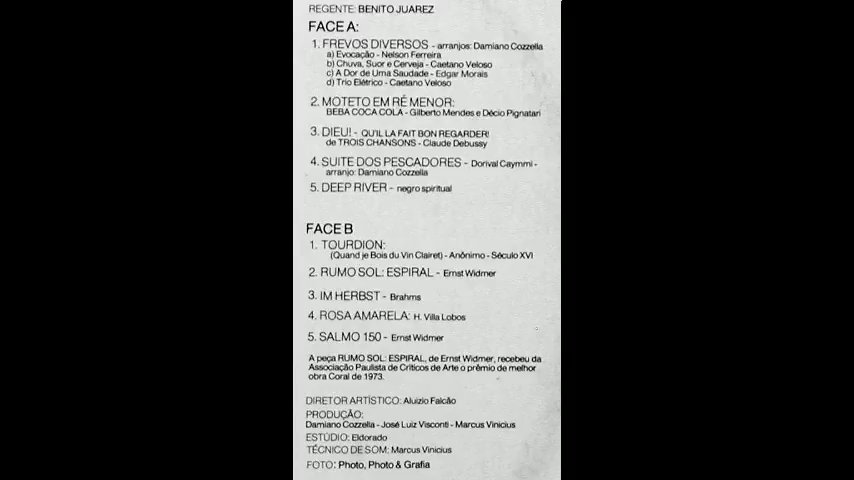 REGENTE: BENITO JUAREZ
FACE A:
1. FREVOS DIVERSOS - arranjos: Damiano Cozzella
a) Evocação - Nelson Ferreira
b) Chuva, Suor e Cerveja - Caetano Veloso
c) A Dor de Uma Saudade - Edgar Morais
d) Trio Elétrico - Caetano Veloso
2. MOTETO EM RÉ MENOR:
BEBA COCA COLA - Gilberto Mendes e Décio Pignatari
3. DIEU! - QU'IL LA FAIT BON REGARDER!
de TROIS CHANSONS - Claude Debussy
4. SUITE DOS PESCADORES - Dorival Caymmi -
arranjo: Damiano Cozzella
5. DEEP RIVER - negro spiritual
FACE B
1. TOURDION:
(Quand je Bois du Vin Clairet) - Anônimo - Século XVI
2. RUMO SOL: ESPIRAL - Ernst Widmer
3. IM HERBST - Brahms
4. ROSA AMARELA: H. Villa Lobos
5. SALMO 150 - Ernst Widmer
A peça RUMO SOL: ESPIRAL, de Ernst Widmer, recebeu da
Associação Paulista de Críticos de Arte o prêmio de melhor
obra Coral de 1973.
DIRETOR ARTÍSTICO: Aluizio Falcão
PRODUÇÃO:
Damiano Cozzella - José Luiz Visconti - Marcus Vinicius
ESTÚDIO: Eldorado
TÉCNICO DE SOM: Marcus Vinicius
FOTO: Photo, Photo & Grafia